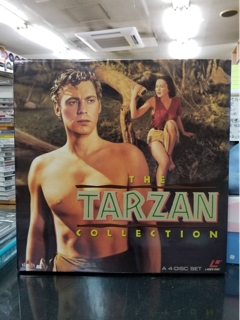 THE
TARZAN
COLLECTION
A 4-DISC SET